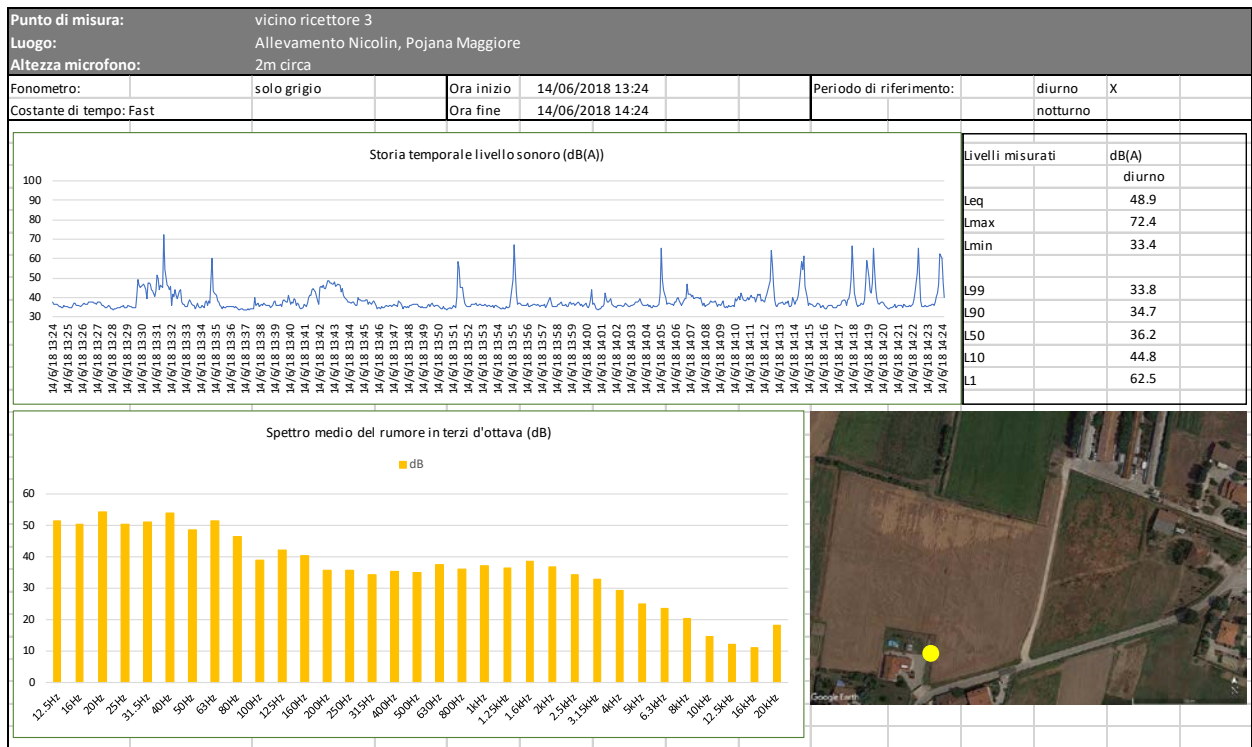 Punto di misura: vicino ricettore 3
Luogo: Allevamento Nicolin, Pojana Maggiore
Altezza microfono: 2m circa
Fonometro: solo grigio Ora inizio 14/06/2018 13:24 Periodo di riferimento: diurno X
Costante di tempo: Fast Ora fine 14/06/2018 14:24 notturno
Storia temporale livello sonoro (dB(A))
100
90
80
70
60
50
40
30
14/6/18 13:24
14/6/18 13:25
14/6/18 13:26
14/6/18 13:27
14/6/18 13:28
14/6/18 13:29
14/6/18 13:30
14/6/18 13:31
14/6/18 13:32
14/6/18 13:33
14/6/18 13:34
14/6/18 13:35
14/6/18 13:36
14/6/18 13:37
14/6/18 13:38
14/6/18 13:39
14/6/18 13:40
14/6/18 13:41
14/6/18 13:42
14/6/18 13:43
14/6/18 13:44
14/6/18 13:45
14/6/18 13:46
14/6/18 13:47
14/6/18 13:48
14/6/18 13:49
14/6/18 13:50
14/6/18 13:51
14/6/18 13:52
14/6/18 13:53
14/6/18 13:54
14/6/18 13:55
14/6/18 13:56
14/6/18 13:57
14/6/18 13:58
14/6/18 13:59
14/6/18 14:00
14/6/18 14:01
14/6/18 14:02
14/6/18 14:03
14/6/18 14:04
14/6/18 14:05
14/6/18 14:06
14/6/18 14:07
14/6/18 14:08
14/6/18 14:09
14/6/18 14:10
14/6/18 14:11
14/6/18 14:12
14/6/18 14:13
14/6/18 14:14
14/6/18 14:15
14/6/18 14:16
14/6/18 14:17
14/6/18 14:18
14/6/18 14:19
14/6/18 14:20
14/6/18 14:21
14/6/18 14:22
14/6/18 14:23
14/6/18 14:24
Livelli misurati dB(A)
diurno
Leq 48.9
Lmax 72.4
Lmin 33.4
L99 33.8
L90 34.7
L50 36.2
L10 44.8
L1 62.5
Spettro medio del rumore in terzi d'ottava (dB)
dB
60
50
40
30
20
10
0
12.5Hz
16Hz
20Hz
25Hz
31.5Hz
40Hz
50Hz
63Hz
80Hz
100Hz
125Hz
160Hz
200Hz
250Hz
315Hz
400Hz
500Hz
630Hz
800Hz
1kHz
1.25kHz
1.6kHz
2kHz
2.5kHz
3.15kHz
4kHz
5kHz
6.3kHz
8kHz
10kHz
12.5kHz
16kHz
20kHz
Google Earth
N